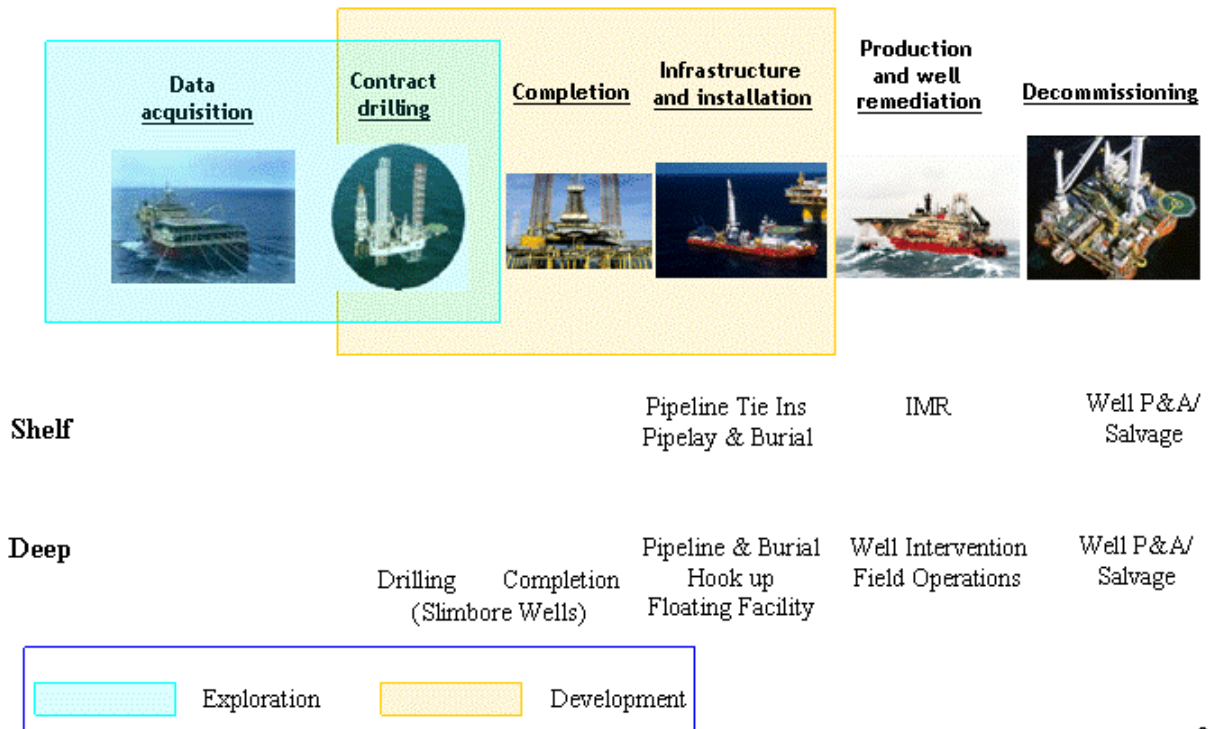 Data
acquisition
Contract
drilling
Completion
Infrastructure
and installation
Production
and well
remediation
Decommissioning
Shelf
Pipeline Tie Ins
Pipelay & Burial
IMR
Well P&A/
Salvage
Deep
Drilling Completion
(Slimbore Wells)
Pipeline & Burial
Hook up
Floating Facility
Well Intervention
Field Operations
Well P&A/
Salvage
Exploration
Development